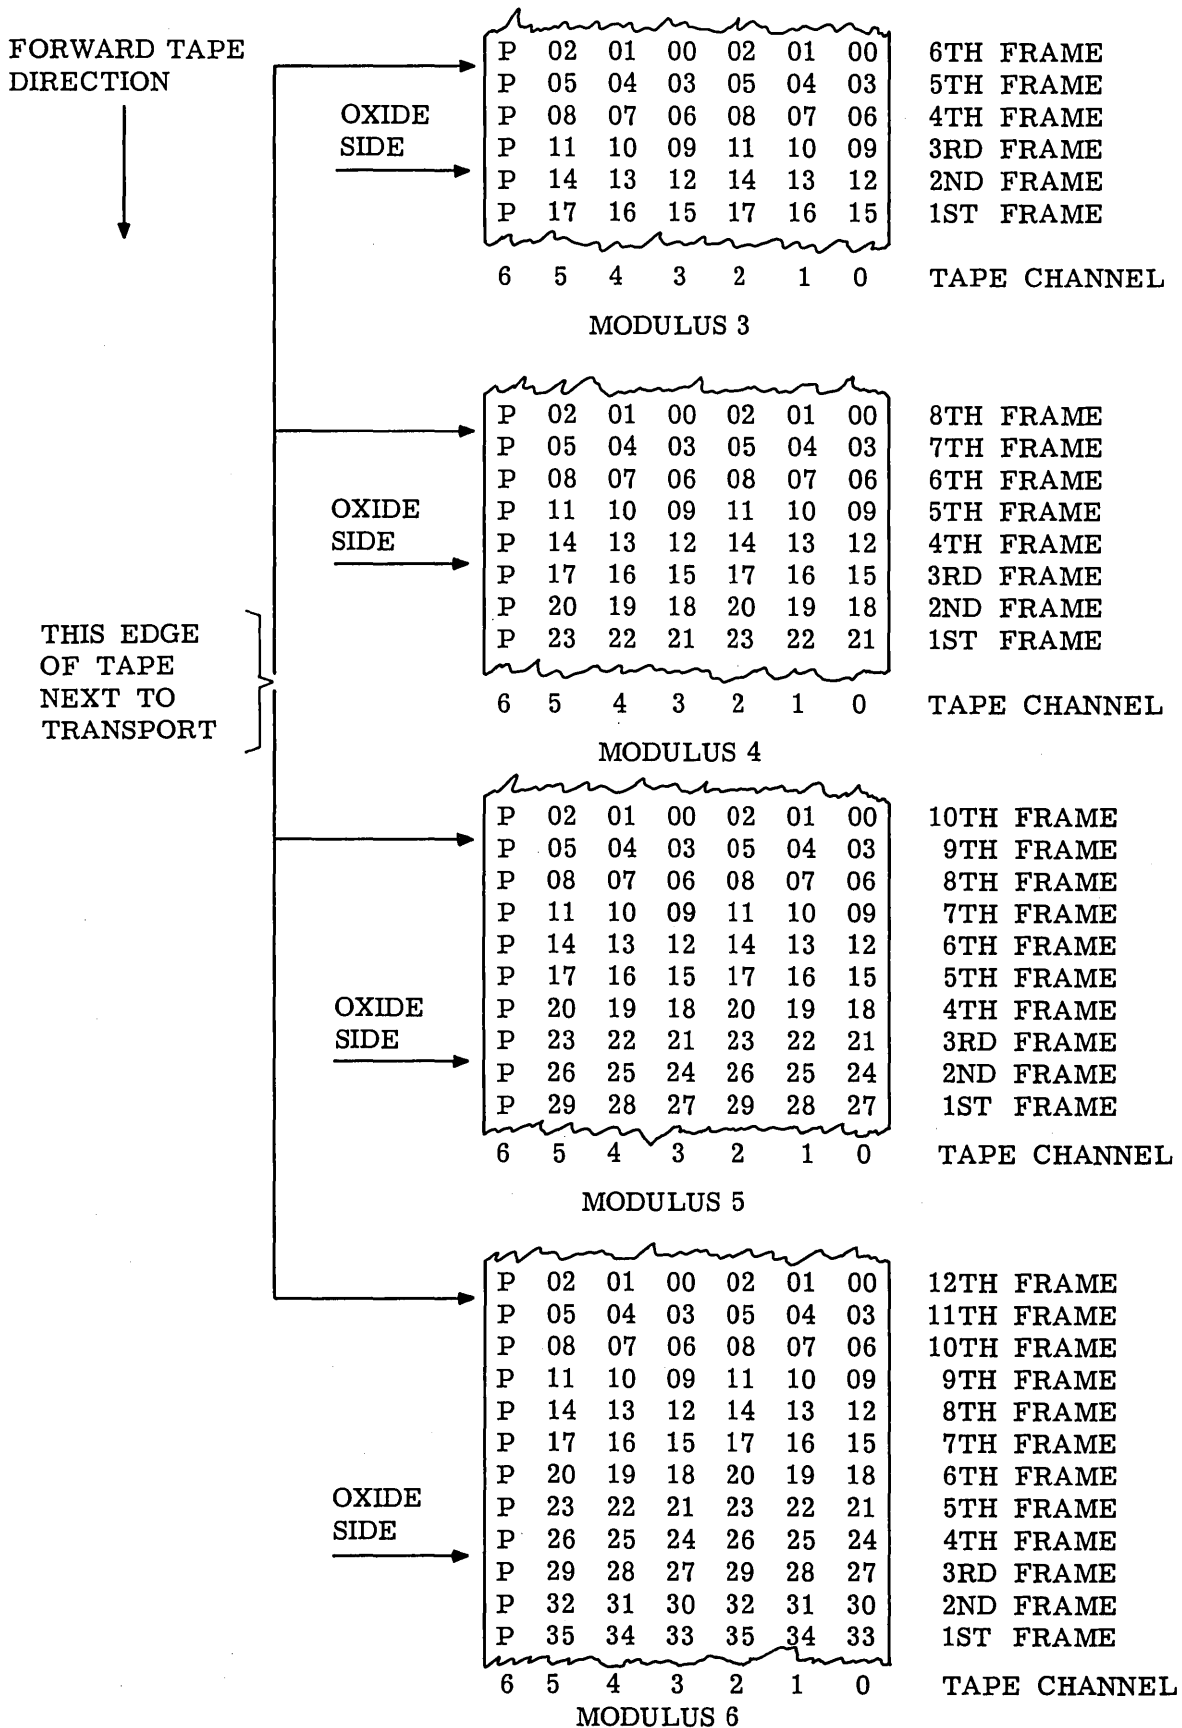 FORWARD TAPE
DIRECTION
P 02 01 00 02 01 00 6TH FRAME
P 05 04 03 05 04 03 5TH FRAME
P 08 07 06 08 07 06 4TH FRAME
P 11 10 09 11 10 09 3RD FRAME
P 14 13 12 14 13 12 2ND FRAME
P 17 16 15 17 16 15 1ST FRAME
OXIDE
SIDE
6 5 4 3 2 1 0 TAPE CHANNEL
MODULUS 3
P 02 01 00 02 01 00 8TH FRAME
P 05 04 03 05 04 03 7TH FRAME
P 08 07 06 08 07 06 6TH FRAME
P 11 10 09 11 10 09 5TH FRAME
P 14 13 12 14 13 12 4TH FRAME
P 17 16 15 17 16 15 3RD FRAME
P 20 19 18 20 19 18 2ND FRAME
P 23 22 21 23 22 21 1ST FRAME
OXIDE
SIDE
6 5 4 3 2 1 0 TAPE CHANNEL
MODULUS 4
THIS EDGE
OF TAPE
NEXT TO
TRANSPORT
P 02 01 00 02 01 00 10TH FRAME
P 05 04 03 05 04 03 9TH FRAME
P 08 07 06 08 07 06 8TH FRAME
P 11 10 09 11 10 09 7TH FRAME
P 14 13 12 14 13 12 6TH FRAME
P 17 16 15 17 16 15 5TH FRAME
P 20 19 18 20 19 18 4TH FRAME
P 23 22 21 23 22 21 3RD FRAME
P 26 25 24 26 25 24 2ND FRAME
P 29 28 27 29 28 27 1ST FRAME
OXIDE
SIDE
6 5 4 3 2 1 0 TAPE CHANNEL
MODULUS 5
P 02 01 00 02 01 00 12TH FRAME
P 05 04 03 05 04 03 11TH FRAME
P 08 07 06 08 07 06 10TH FRAME
P 11 10 09 11 10 09 9TH FRAME
P 14 13 12 14 13 12 8TH FRAME
P 17 16 15 17 16 15 7TH FRAME
P 20 19 18 20 19 18 6TH FRAME
P 23 22 21 23 22 21 5TH FRAME
P 26 25 24 26 25 24 4TH FRAME
P 29 28 27 29 28 27 3RD FRAME
P 32 31 30 32 31 30 2ND FRAME
P 35 34 33 35 34 33 1ST FRAME
OXIDE
SIDE
6 5 4 3 2 1 0 TAPE CHANNEL
MODULUS 6